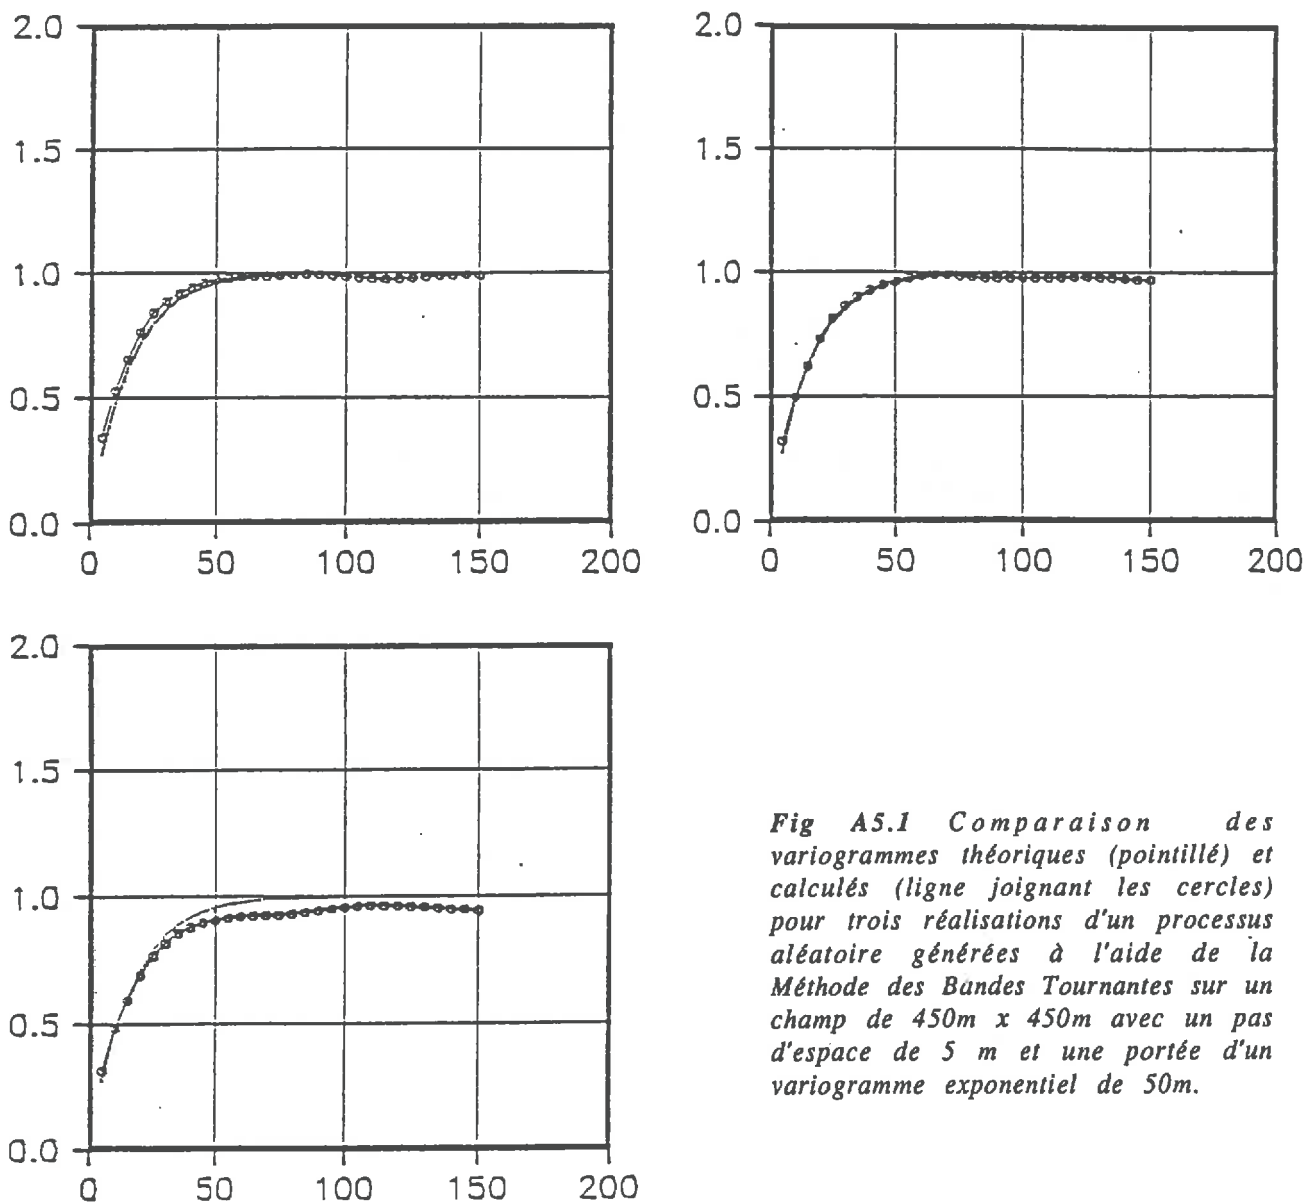 2.0
1.5
1.0
0.5
0.0
0 50 100 150 200
2.0
1.5
1.0
0.5
0.0
0 50 100 150 200
2.0
1.5
1.0
0.5
0.0
0 50 100 150 200
Fig A5.1 Comparaison des
variogrammes théoriques (pointillé) et
calculés (ligne joignant les cercles)
pour trois réalisations d'un processus
aléatoire générées à l'aide de la
Méthode des Bandes Tournantes sur un
champ de 450m x 450m avec un pas
d'espace de 5 m et une portée d'un
variogramme exponentiel de 50m.